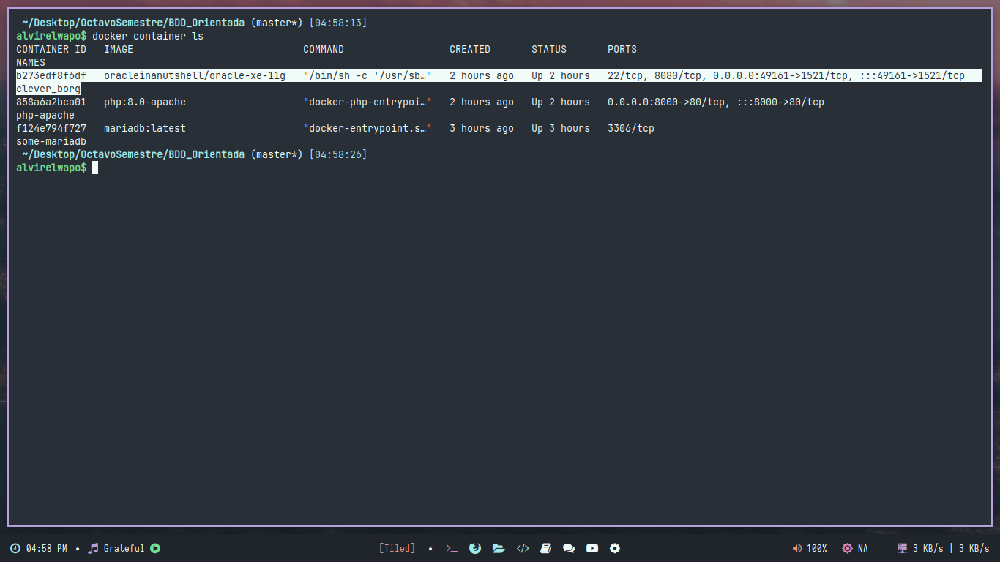 ~/Desktop/OctavoSemestre/BDD_Orientada (master*) [04:58:13]
alvirelwapo$ docker container ls
CONTAINER ID   IMAGE                             COMMAND                  CREATED       STATUS       PORTS
NAMES
b273edf8f6df   oracleinanutshell/oracle-xe-11g   "/bin/sh -c '/usr/sb…"   2 hours ago   Up 2 hours   22/tcp, 8080/tcp, 0.0.0.0:49161->1521/tcp, :::49161->1521/tcp
clever_borg
858a6a2bca01   php:8.0-apache                    "docker-php-entrypoi…"   2 hours ago   Up 2 hours   0.0.0.0:8000->80/tcp, :::8000->80/tcp
php-apache
f124e794f727   mariadb:latest                    "docker-entrypoint.s…"   3 hours ago   Up 3 hours   3306/tcp
some-mariadb
~/Desktop/OctavoSemestre/BDD_Orientada (master*) [04:58:26]
alvirelwapo$
04:58 PM • Grateful [Tiled] • 100% NA 3 KB/s | 3 KB/s